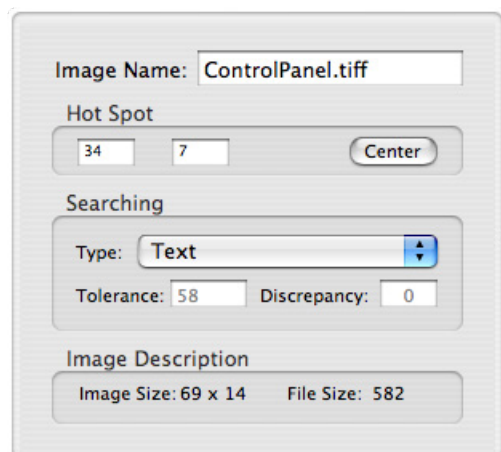 Image Name: ControlPanel.tiff
Hot Spot
34 7 Center
Searching
Type: Text
Tolerance: 58 Discrepancy: 0
Image Description
Image Size: 69 x 14 File Size: 582